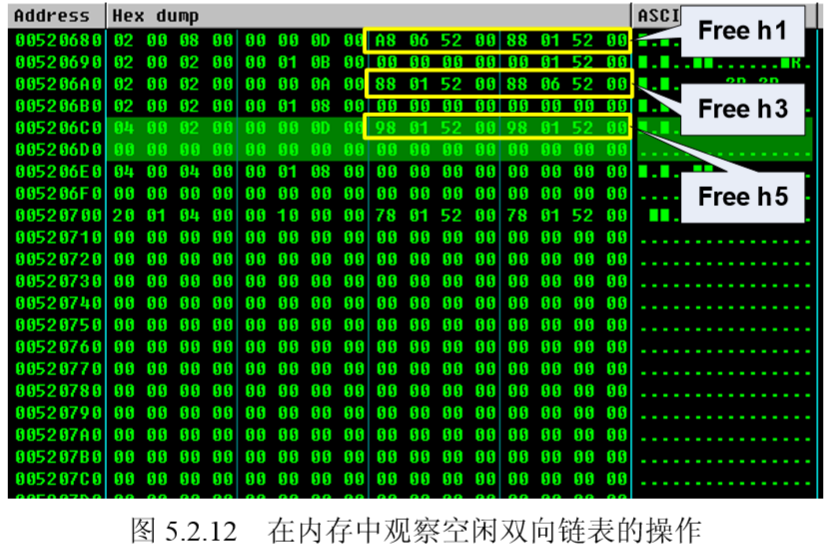 Address Hex dump ASCI
00520680 02 00 08 00 00 00 0D 00 A8 06 52 00 88 01 52 00
Free h1
00520690 02 00 02 00 00 01 0B 00 00 00 00 00 00 01 52 00
005206A0 02 00 02 00 00 00 0A 00 88 01 52 00 88 06 52 00
Free h3
005206B0 02 00 02 00 00 01 08 00 00 00 00 00 00 00 00 00
005206C0 04 00 02 00 00 00 0D 00 98 01 52 00 98 01 52 00
005206D0 00 00 00 00 00 00 00 00 00 00 00 00 00 00 00 00
005206E0 04 00 04 00 00 01 08 00 00 00 00 00 00 00 00 00
Free h5
005206F0 00 00 00 00 00 00 00 00 00 00 00 00 00 00 00 00
00520700 20 01 04 00 00 10 00 00 78 01 52 00 78 01 52 00
00520710 00 00 00 00 00 00 00 00 00 00 00 00 00 00 00 00
00520720 00 00 00 00 00 00 00 00 00 00 00 00 00 00 00 00
00520730 00 00 00 00 00 00 00 00 00 00 00 00 00 00 00 00
00520740 00 00 00 00 00 00 00 00 00 00 00 00 00 00 00 00
00520750 00 00 00 00 00 00 00 00 00 00 00 00 00 00 00 00
00520760 00 00 00 00 00 00 00 00 00 00 00 00 00 00 00 00
00520770 00 00 00 00 00 00 00 00 00 00 00 00 00 00 00 00
00520780 00 00 00 00 00 00 00 00 00 00 00 00 00 00 00 00
00520790 00 00 00 00 00 00 00 00 00 00 00 00 00 00 00 00
005207A0 00 00 00 00 00 00 00 00 00 00 00 00 00 00 00 00
005207B0 00 00 00 00 00 00 00 00 00 00 00 00 00 00 00 00
005207C0 00 00 00 00 00 00 00 00 00 00 00 00 00 00 00 00
图 5.2.12 在内存中观察空闲双向链表的操作